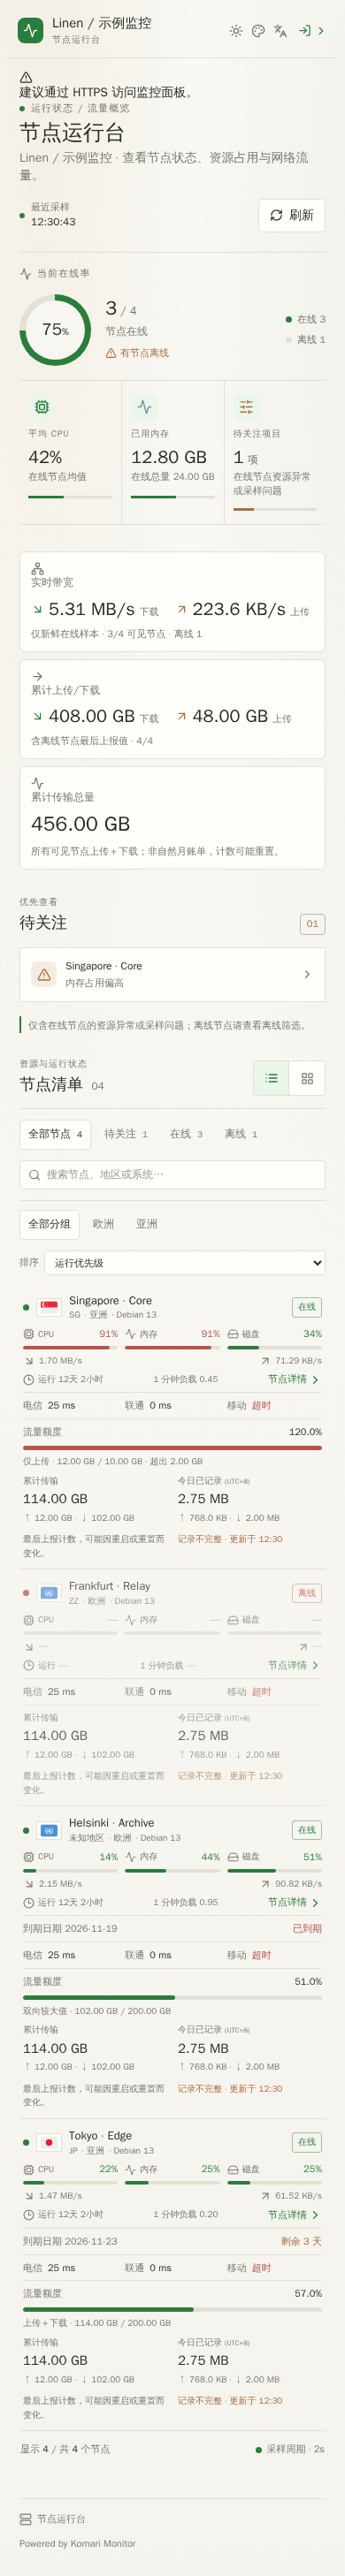 Linen / 示例监控
节点运行台
建议通过 HTTPS 访问监控面板。
运行状态 / 流量概览
节点运行台
Linen / 示例监控 · 查看节点状态、资源占用与网络流量。
最近采样
12:30:43
刷新
当前在线率
75%
3 / 4
节点在线
有节点离线
在线 3
离线 1
平均 CPU
42%
在线节点均值
已用内存
12.80 GB
在线总量 24.00 GB
待关注项目
1 项
在线节点资源异常或采样问题
实时带宽
5.31 MB/s 下载 223.6 KB/s 上传
仅新鲜在线样本 · 3/4 可见节点 · 离线 1
累计上传/下载
408.00 GB 下载 48.00 GB 上传
含离线节点最后上报值 · 4/4
累计传输总量
456.00 GB
所有可见节点上传 + 下载；非自然月账单，计数可能重置。
优先查看
待关注
01
Singapore · Core
内存占用偏高
仅含在线节点的资源异常或采样问题；离线节点请查看离线筛选。
资源与运行状态
节点清单 04
全部节点 4 待关注 1 在线 3 离线 1
搜索节点、地区或系统…
全部分组 欧洲 亚洲
排序 运行优先级
Singapore · Core
SG · 亚洲 · Debian 13
在线
CPU 91% 内存 91% 磁盘 34%
1.70 MB/s 71.29 KB/s
运行 12天 2小时 1 分钟负载 0.45 节点详情
电信 25 ms 联通 0 ms 移动 超时
流量额度 120.0%
仅上传 · 12.00 GB / 10.00 GB · 超出 2.00 GB
累计传输 今日已记录 (UTC+8)
114.00 GB 2.75 MB
↑ 12.00 GB · ↓ 102.00 GB ↑ 768.0 KB · ↓ 2.00 MB
最后上报计数，可能因重启或重置而变化。 记录不完整 · 更新于 12:30
Frankfurt · Relay
ZZ · 欧洲 · Debian 13
离线
CPU — 内存 — 磁盘 —
— —
运行 — 1 分钟负载 — 节点详情
电信 25 ms 联通 0 ms 移动 超时
累计传输 今日已记录 (UTC+8)
114.00 GB 2.75 MB
↑ 12.00 GB · ↓ 102.00 GB ↑ 768.0 KB · ↓ 2.00 MB
最后上报计数，可能因重启或重置而变化。 记录不完整 · 更新于 12:30
Helsinki · Archive
未知地区 · 欧洲 · Debian 13
在线
CPU 14% 内存 44% 磁盘 51%
2.15 MB/s 90.82 KB/s
运行 12天 2小时 1 分钟负载 0.95 节点详情
到期日期 2026-11-19 已到期
电信 25 ms 联通 0 ms 移动 超时
流量额度 51.0%
双向较大值 · 102.00 GB / 200.00 GB
累计传输 今日已记录 (UTC+8)
114.00 GB 2.75 MB
↑ 12.00 GB · ↓ 102.00 GB ↑ 768.0 KB · ↓ 2.00 MB
最后上报计数，可能因重启或重置而变化。 记录不完整 · 更新于 12:30
Tokyo · Edge
JP · 亚洲 · Debian 13
在线
CPU 22% 内存 25% 磁盘 25%
1.47 MB/s 61.52 KB/s
运行 12天 2小时 1 分钟负载 0.20 节点详情
到期日期 2026-11-23 剩余 3 天
电信 25 ms 联通 0 ms 移动 超时
流量额度 57.0%
上传 + 下载 · 114.00 GB / 200.00 GB
累计传输 今日已记录 (UTC+8)
114.00 GB 2.75 MB
↑ 12.00 GB · ↓ 102.00 GB ↑ 768.0 KB · ↓ 2.00 MB
最后上报计数，可能因重启或重置而变化。 记录不完整 · 更新于 12:30
显示 4 / 共 4 个节点 采样周期 · 2s
节点运行台
Powered by Komari Monitor